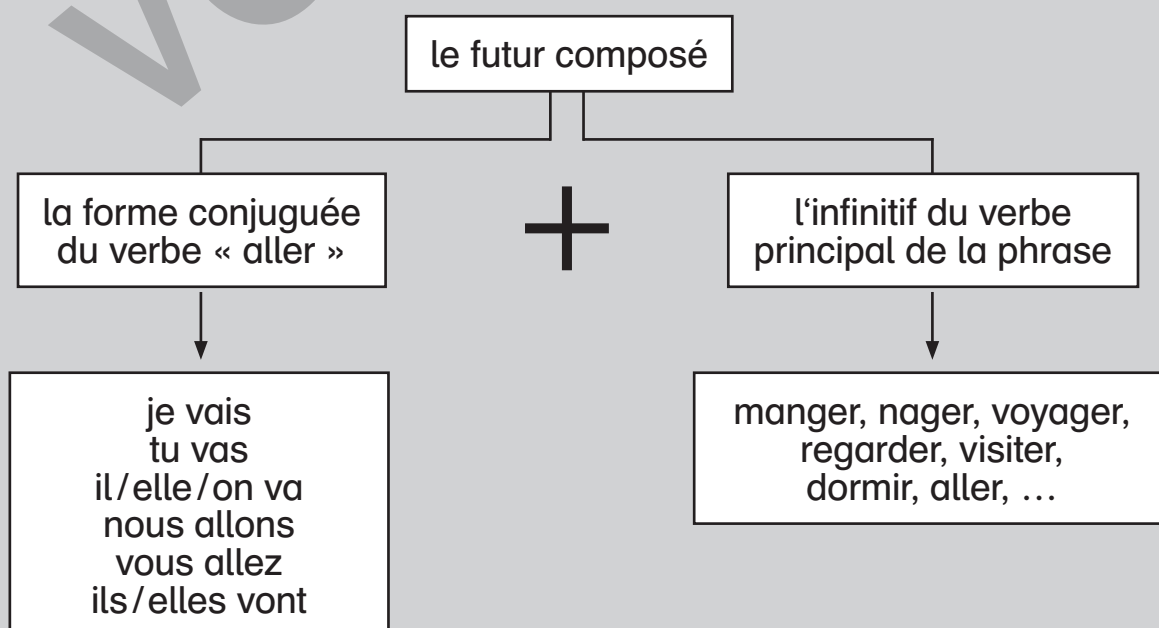 le futur composé
la forme conjuguée
du verbe « aller »
+
l‘infinitif du verbe
principal de la phrase
je vais
tu vas
il/elle/on va
nous allons
vous allez
ils/elles vont
manger, nager, voyager,
regarder, visiter,
dormir, aller, …